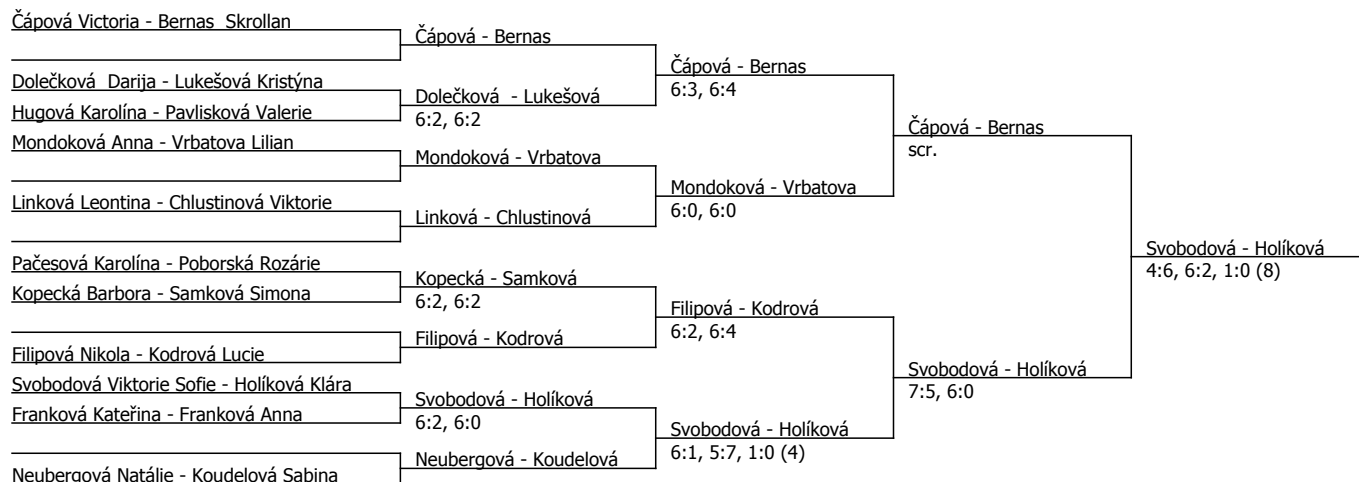 Čápová Victoria - Bernas  Skrollan
Dolečková  Darija - Lukešová Kristýna
Hugová Karolína - Pavlisková Valerie
Mondoková Anna - Vrbatova Lilian
Linková Leontina - Chlustinová Viktorie
Pačesová Karolína - Poborská Rozárie
Kopecká Barbora - Samková Simona
Filipová Nikola - Kodrová Lucie
Svobodová Viktorie Sofie - Holíková Klára
Franková Kateřina - Franková Anna
Neubergová Natálie - Koudelová Sabina
Čápová - Bernas
Dolečková  - Lukešová
6:2, 6:2
Mondoková - Vrbatova
Linková - Chlustinová
Kopecká - Samková
6:2, 6:2
Filipová - Kodrová
Svobodová - Holíková
6:2, 6:0
Neubergová - Koudelová
Čápová - Bernas
6:3, 6:4
Mondoková - Vrbatova
6:0, 6:0
Filipová - Kodrová
6:2, 6:4
Svobodová - Holíková
6:1, 5:7, 1:0 (4)
Čápová - Bernas
scr.
Svobodová - Holíková
7:5, 6:0
Svobodová - Holíková
4:6, 6:2, 1:0 (8)